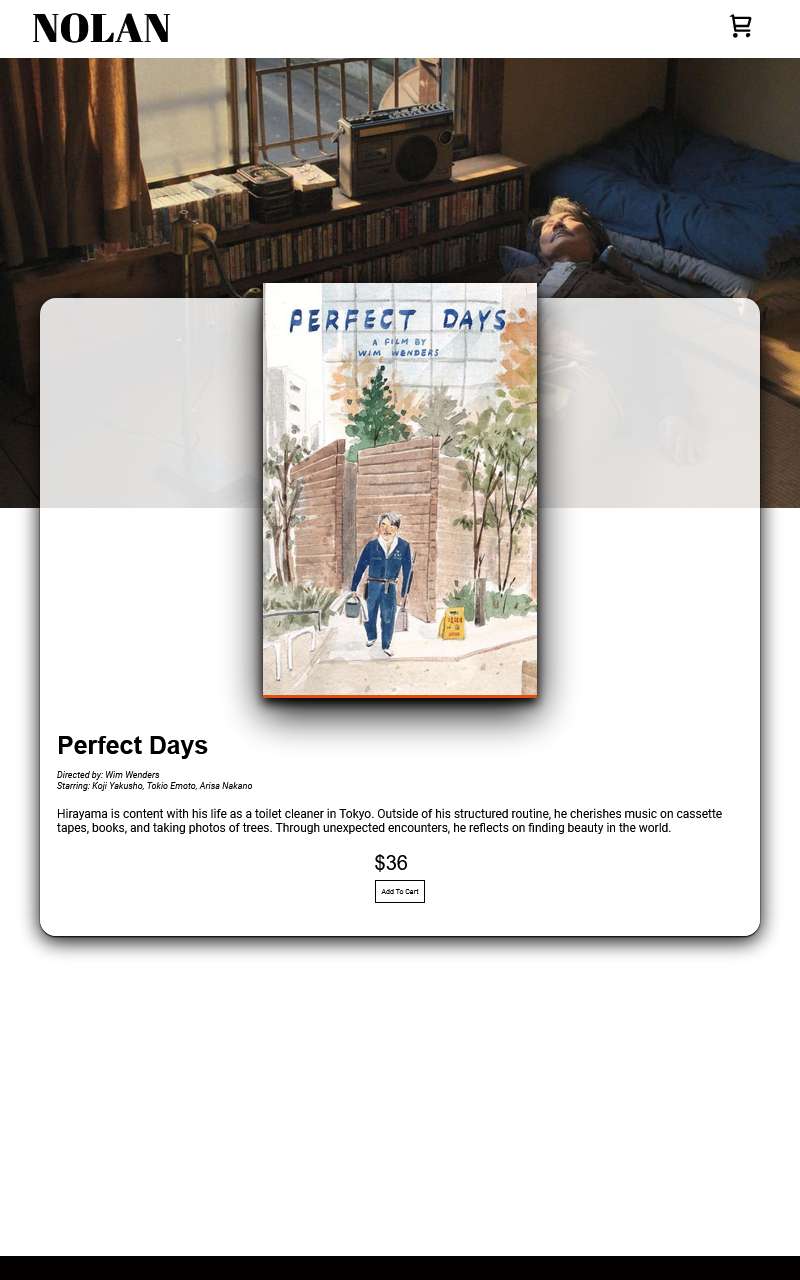 NOLAN
PERFECT DAYS
A FILM BY
WIM WENDERS
Perfect Days
Directed by: Wim Wenders
Starring: Koji Yakusho, Tokio Emoto, Arisa Nakano
Hirayama is content with his life as a toilet cleaner in Tokyo. Outside of his structured routine, he cherishes music on cassette
tapes, books, and taking photos of trees. Through unexpected encounters, he reflects on finding beauty in the world.
$36
Add To Cart